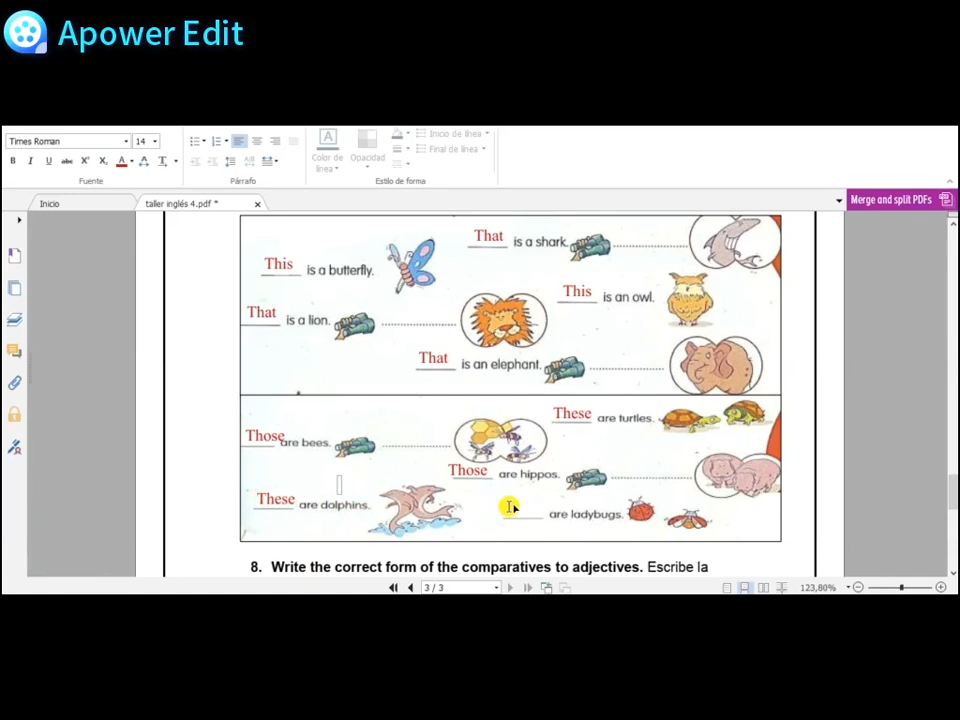 Apower Edit
Times Roman
14
Inicio de línea
Final de línea
B I U abc X² X₂ A A T
Color de línea
Opacidad
Fuente
Párrafo
Estilo de forma
Inicio
taller inglés 4.pdf *
Merge and split PDFs
That is a shark.
This is a butterfly.
This is an owl.
That is a lion.
That is an elephant.
These are turtles.
Those are bees.
Those are hippos.
These are dolphins.
____ are ladybugs.
8. Write the correct form of the comparatives to adjectives. Escribe la
3 / 3
123,80%